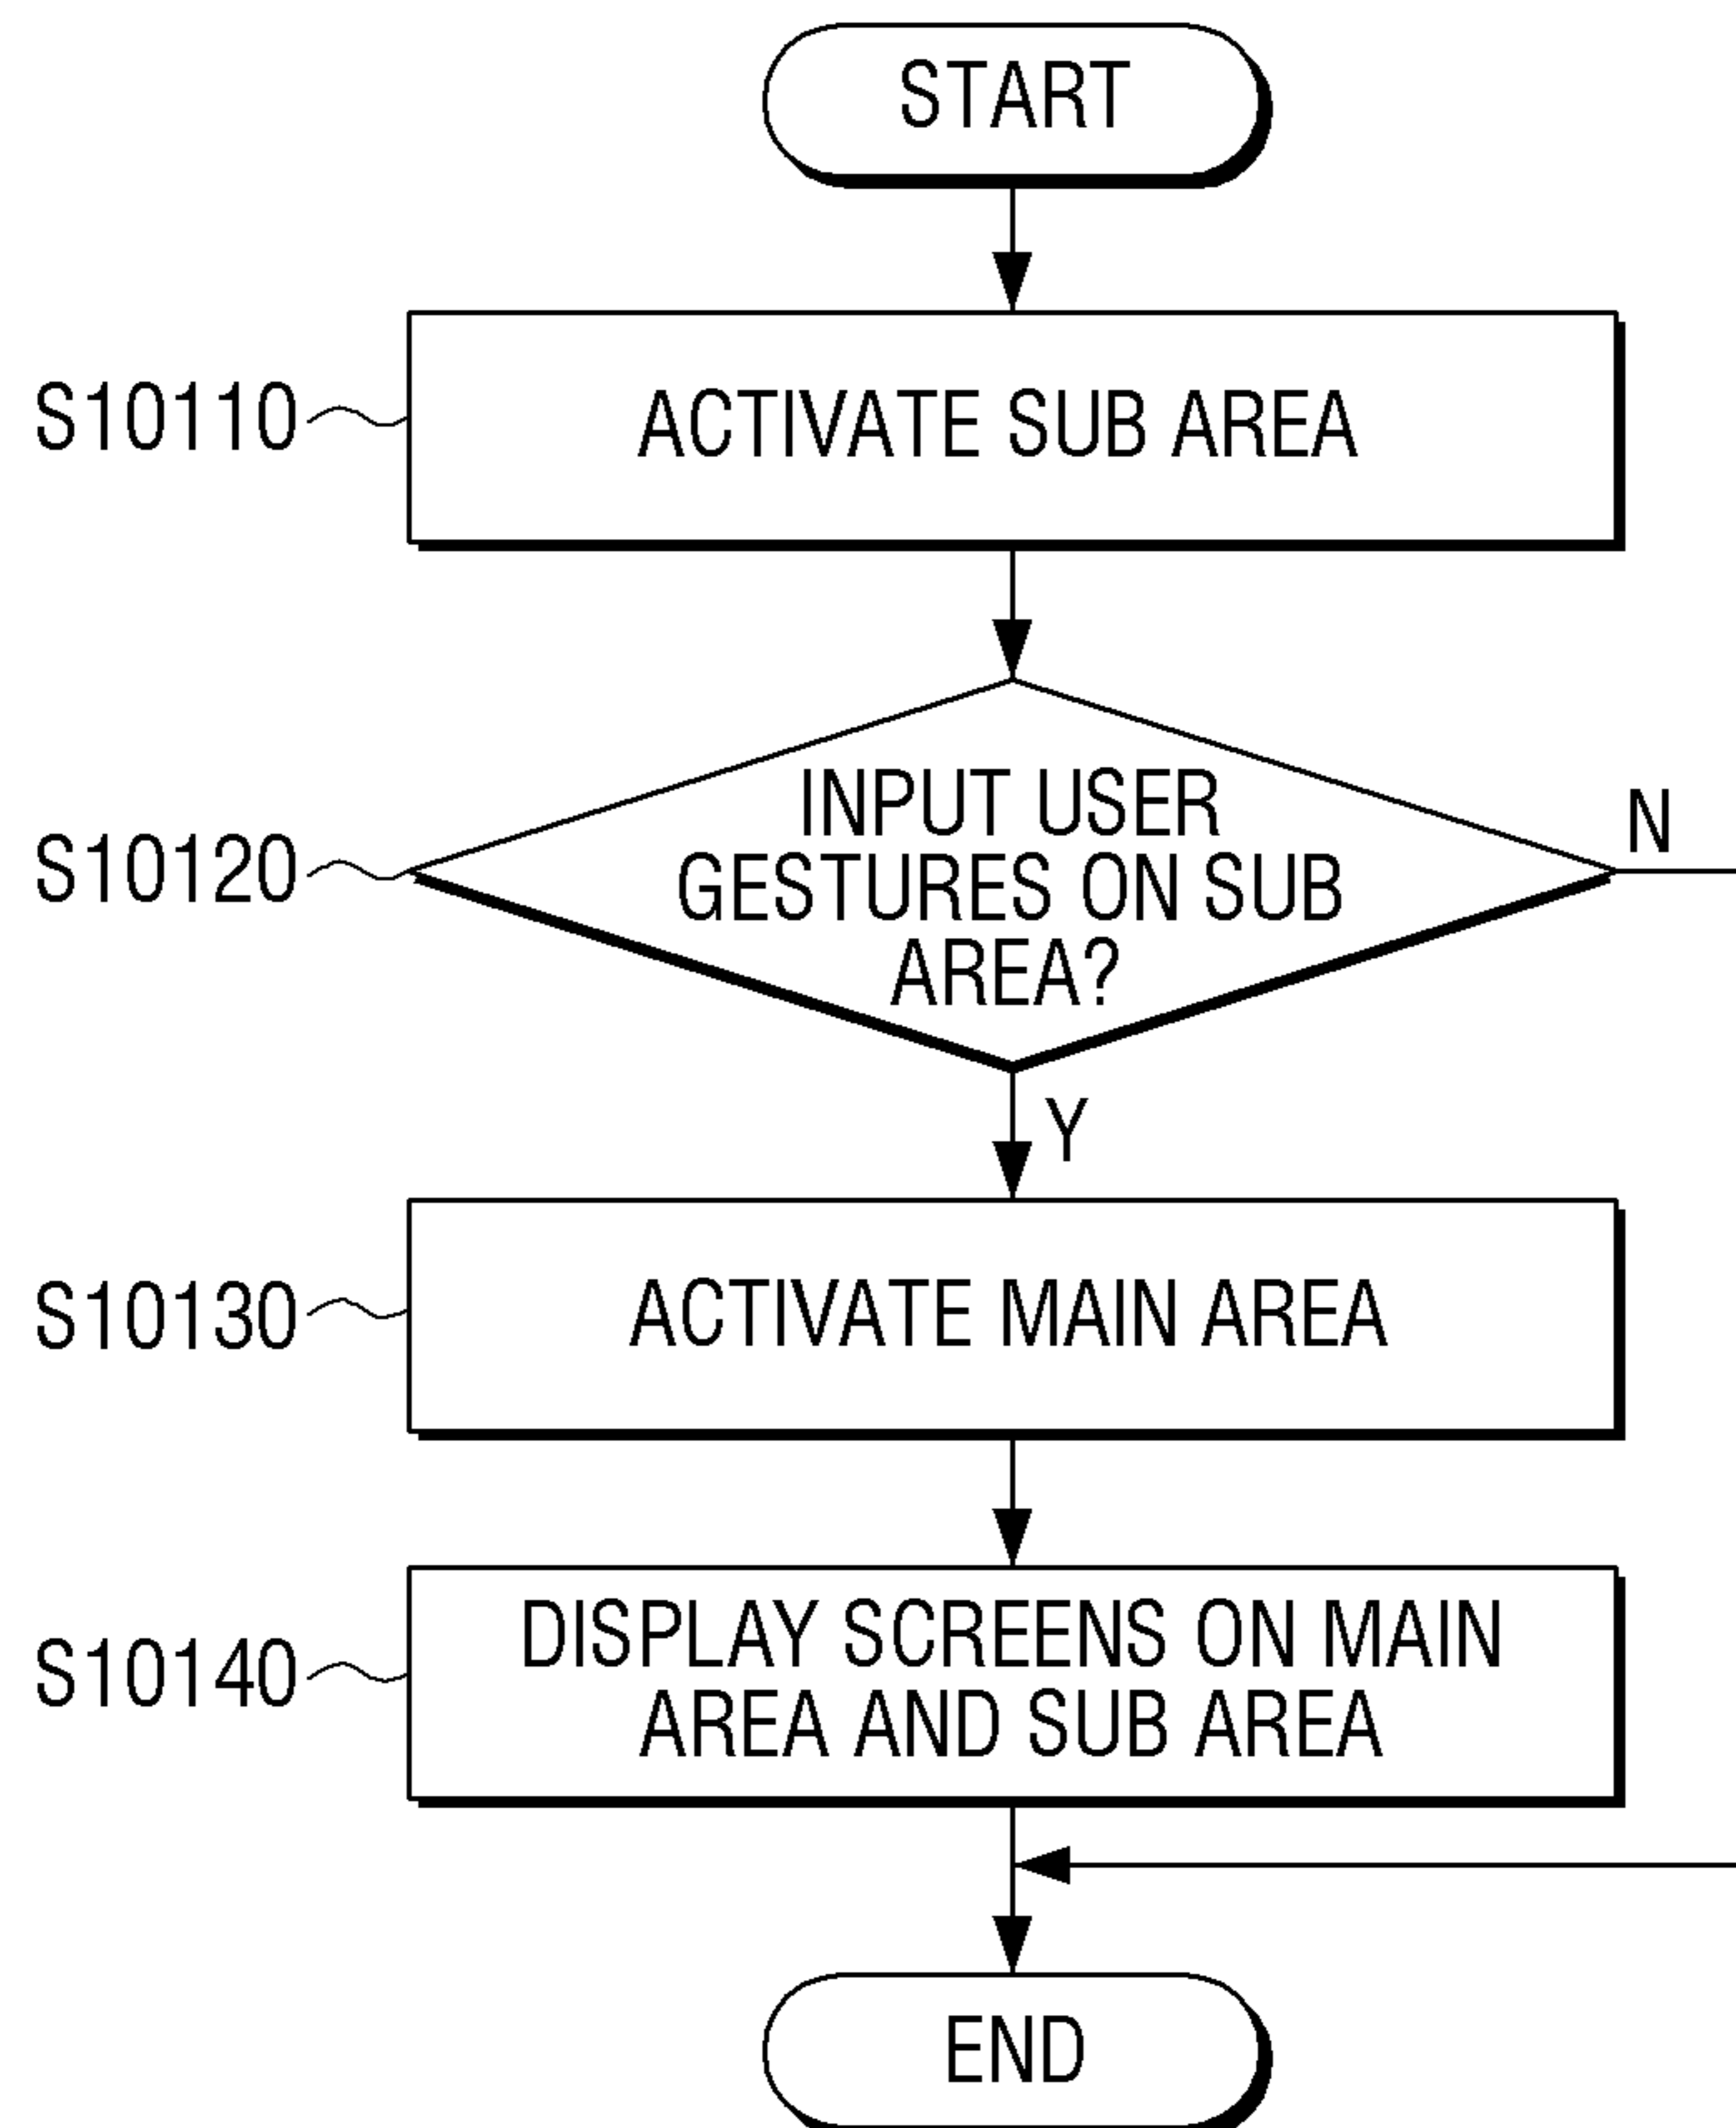 START
S10110
ACTIVATE SUB AREA
S10120
INPUT USER
GESTURES ON SUB
AREA?
N
Y
S10130
ACTIVATE MAIN AREA
S10140
DISPLAY SCREENS ON MAIN
AREA AND SUB AREA
END